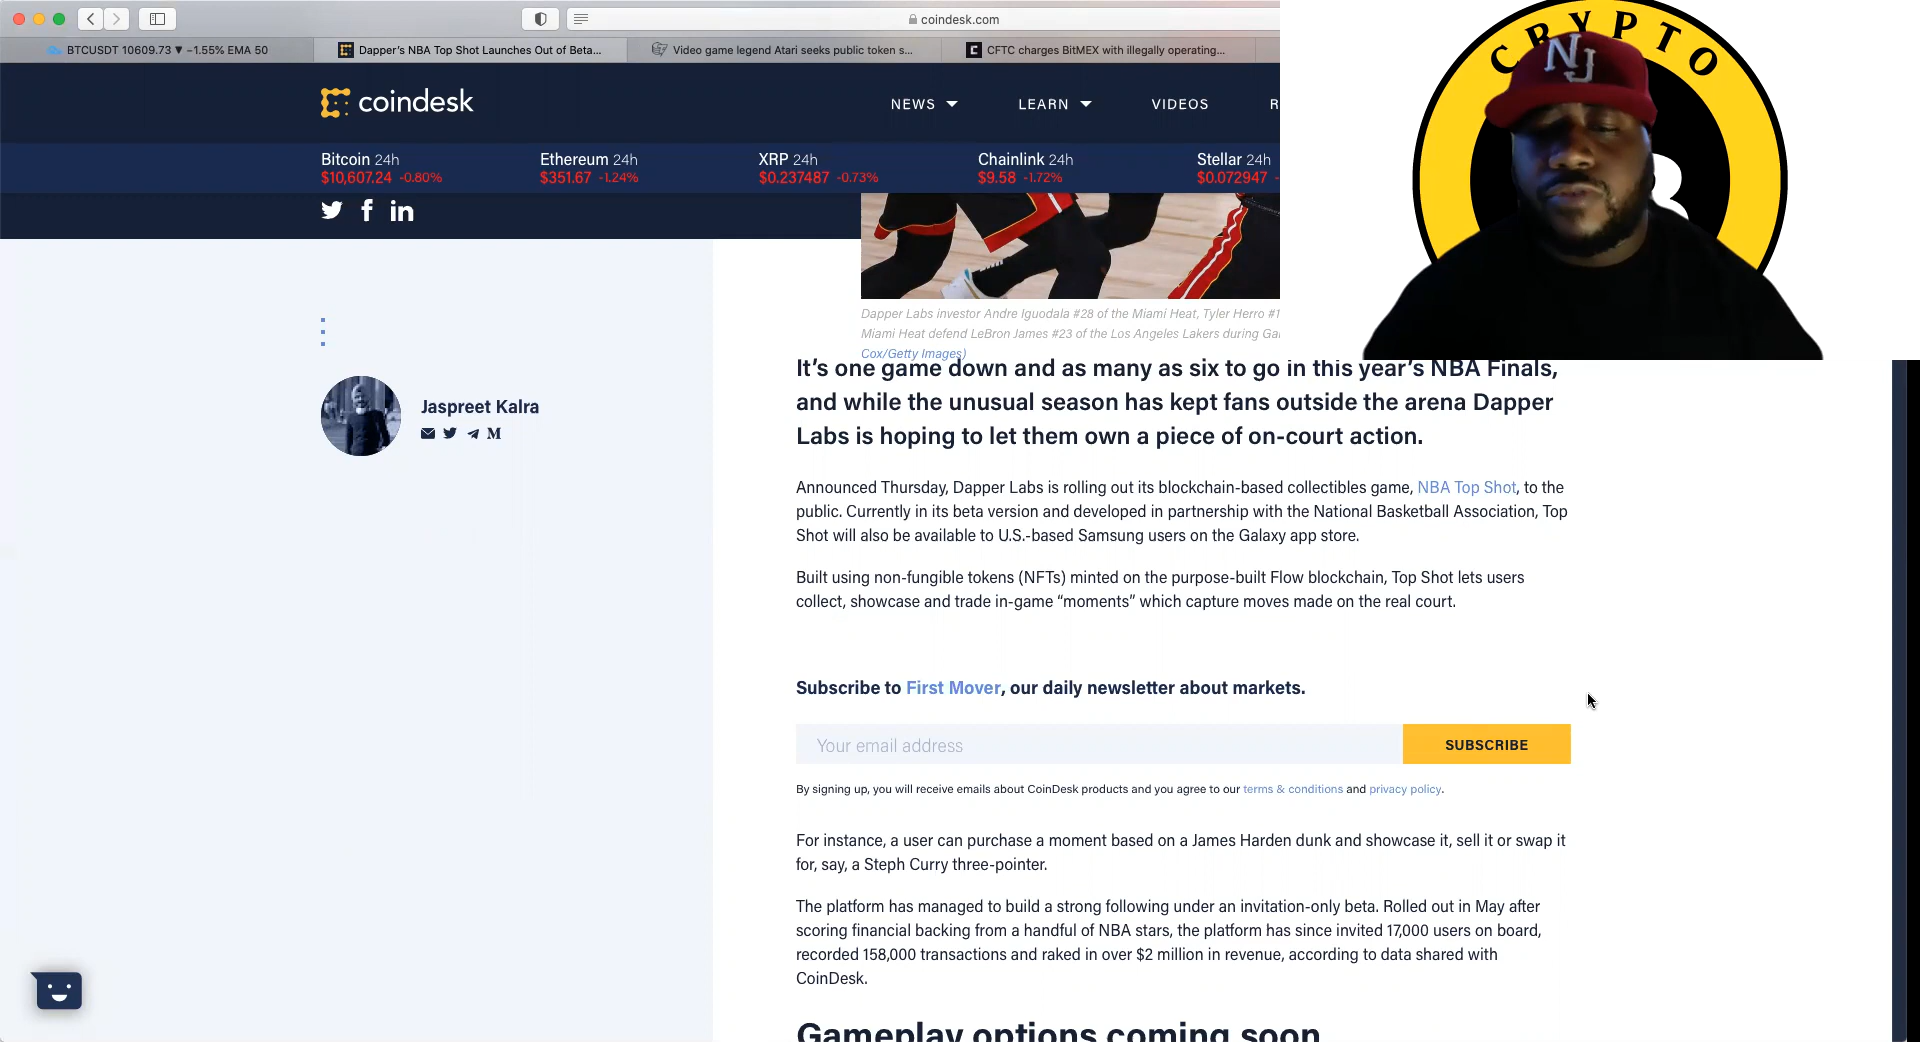 coindesk.com
BTCUSDT 10609.73 ▼ −1.55% EMA 50
Dapper's NBA Top Shot Launches Out of Beta...
Video game legend Atari seeks public token s...
CFTC charges BitMEX with illegally operating...
CRYPTO
NJ
coindesk
NEWS
LEARN
VIDEOS
R
Bitcoin 24h
$10,607.24 -0.80%
Ethereum 24h
$351.67 -1.24%
XRP 24h
$0.237487 -0.73%
Chainlink 24h
$9.58 -1.72%
Stellar 24h
$0.072947 -
Dapper Labs investor Andre Iguodala #28 of the Miami Heat, Tyler Herro #1
Miami Heat defend LeBron James #23 of the Los Angeles Lakers during Ga
Cox/Getty Images)
Jaspreet Kalra
It's one game down and as many as six to go in this year's NBA Finals,
and while the unusual season has kept fans outside the arena Dapper
Labs is hoping to let them own a piece of on-court action.
Announced Thursday, Dapper Labs is rolling out its blockchain-based collectibles game, NBA Top Shot, to the
public. Currently in its beta version and developed in partnership with the National Basketball Association, Top
Shot will also be available to U.S.-based Samsung users on the Galaxy app store.
Built using non-fungible tokens (NFTs) minted on the purpose-built Flow blockchain, Top Shot lets users
collect, showcase and trade in-game “moments” which capture moves made on the real court.
Subscribe to First Mover, our daily newsletter about markets.
Your email address
SUBSCRIBE
By signing up, you will receive emails about CoinDesk products and you agree to our terms & conditions and privacy policy.
For instance, a user can purchase a moment based on a James Harden dunk and showcase it, sell it or swap it
for, say, a Steph Curry three-pointer.
The platform has managed to build a strong following under an invitation-only beta. Rolled out in May after
scoring financial backing from a handful of NBA stars, the platform has since invited 17,000 users on board,
recorded 158,000 transactions and raked in over $2 million in revenue, according to data shared with
CoinDesk.
Gameplay options coming soon